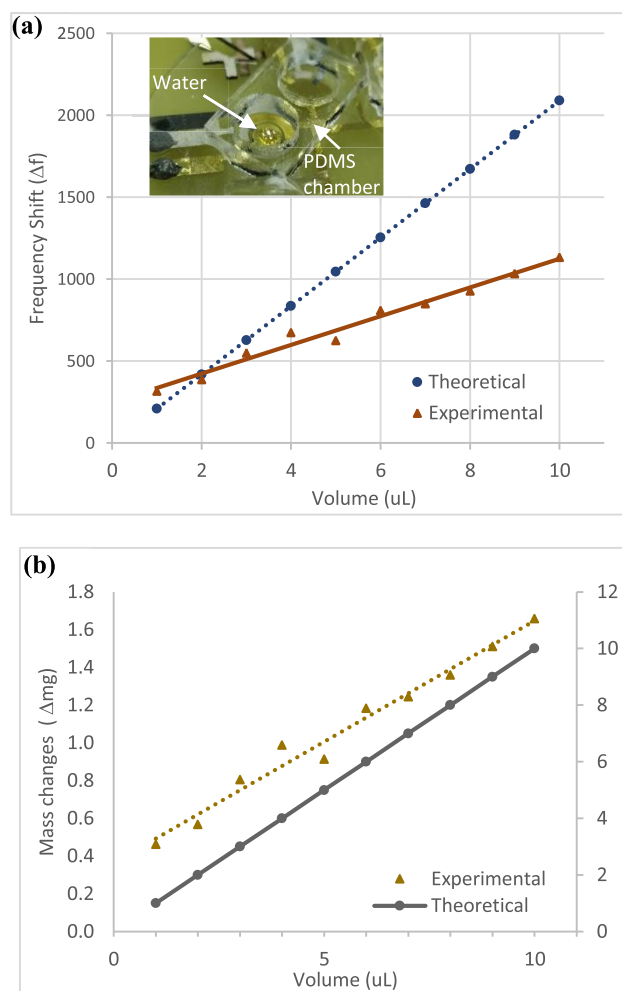 (a)
2500
2000
1500
1000
500
0
Frequency Shift (Δf)
Water
PDMS
chamber
Theoretical
Experimental
0 2 4 6 8 10
Volume (uL)
(b)
1.8
1.6
1.4
1.2
1.0
0.8
0.6
0.4
0.2
0.0
Mass changes ( Δmg)
12
10
8
6
4
2
0
Experimental
Theoretical
0 5 10
Volume (uL)